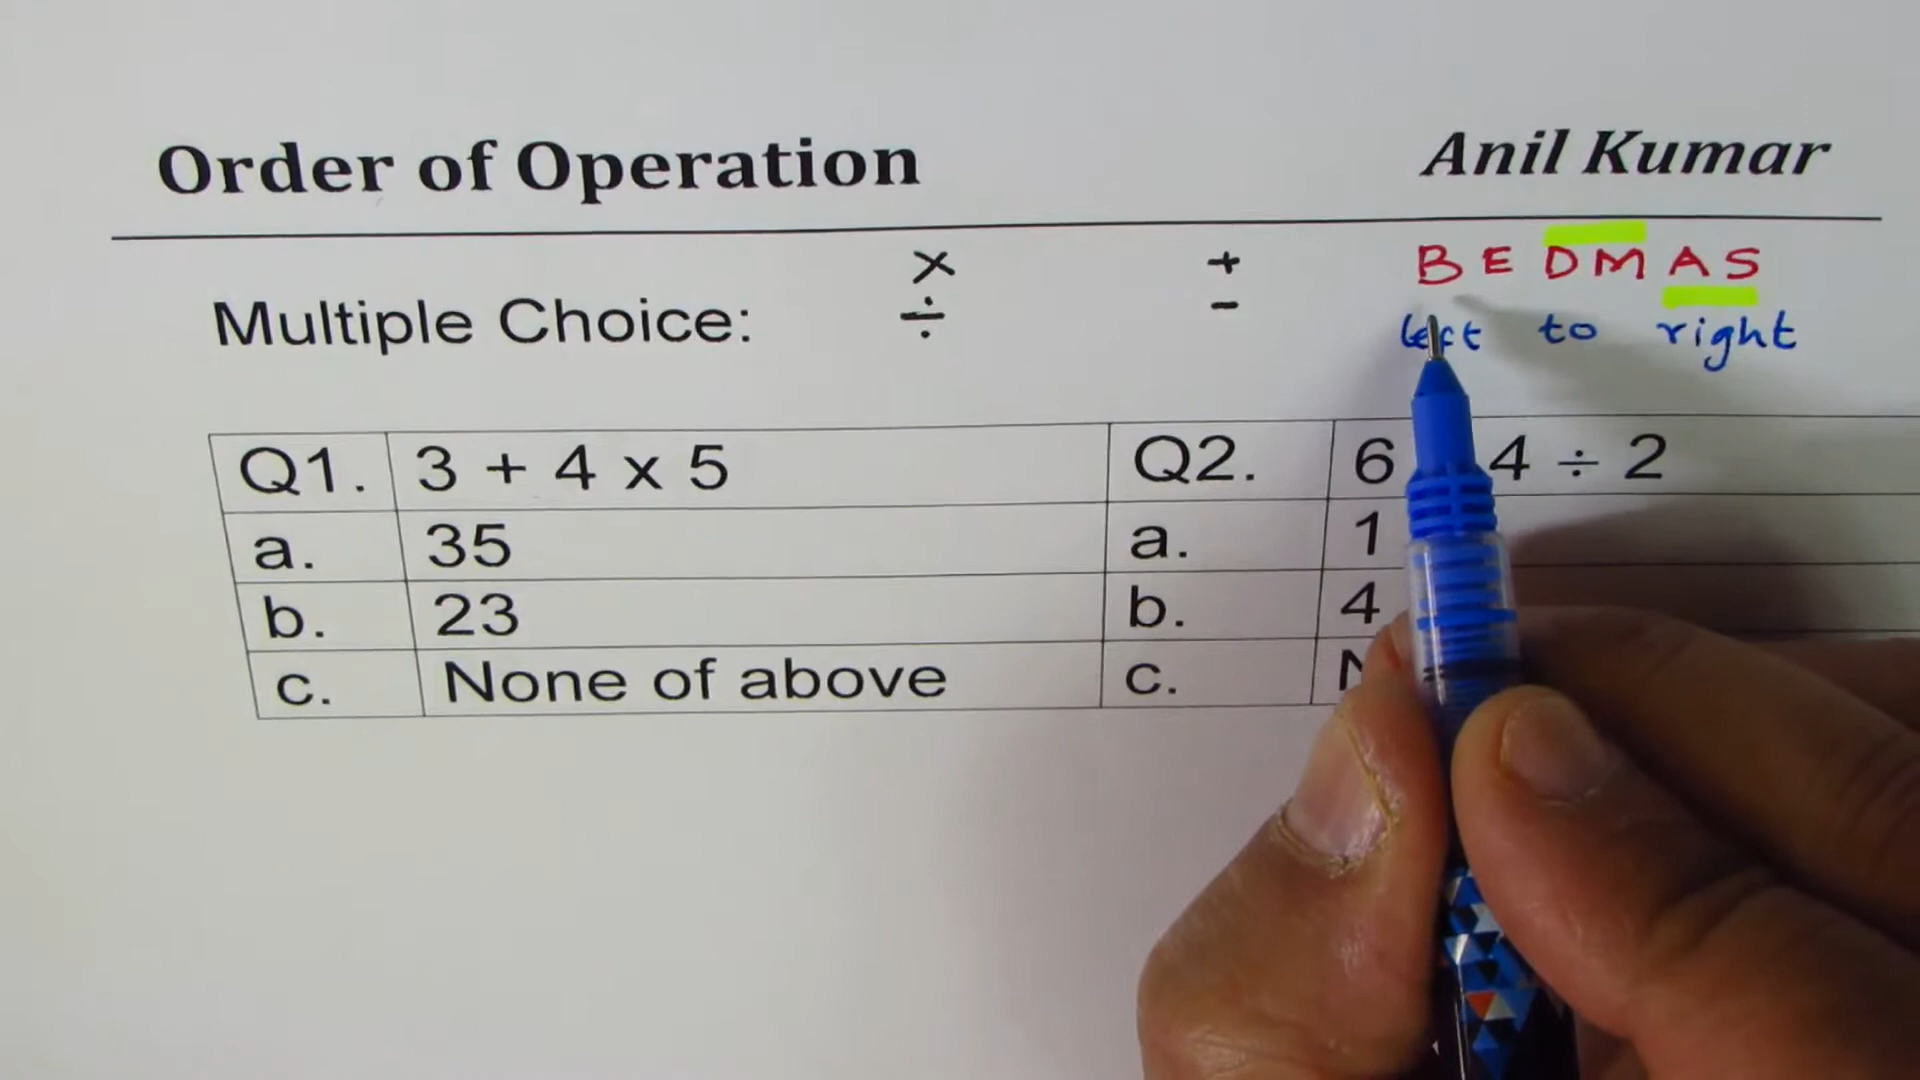 Order of Operation Anil Kumar
× + B E D M A S
Multiple Choice: ÷ − left to right
Q1. 3 + 4 x 5 Q2. 6 4 ÷ 2
a. 35 a. 1
b. 23 b. 4
c. None of above c.